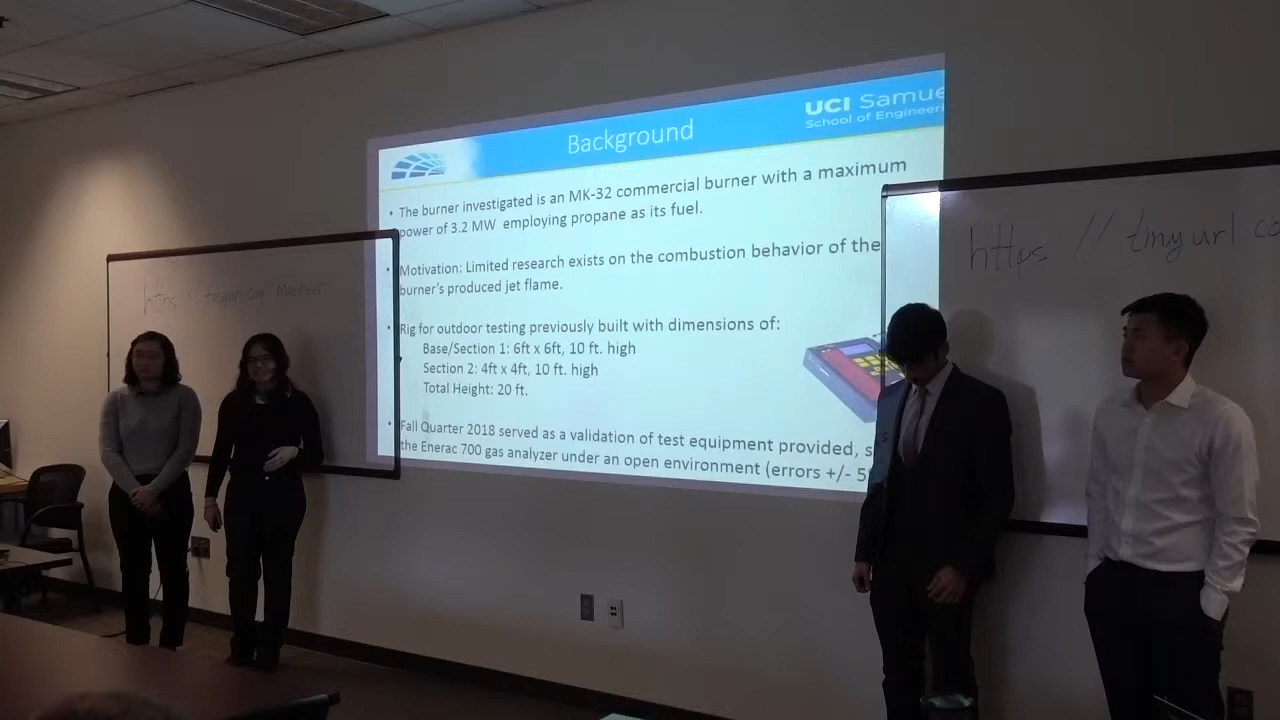 UCI Samue
School of Engineeri
Background
• The burner investigated is an MK-32 commercial burner with a maximum
power of 3.2 MW employing propane as its fuel.
• Motivation: Limited research exists on the combustion behavior of the
burner's produced jet flame.
• Rig for outdoor testing previously built with dimensions of:
Base/Section 1: 6ft x 6ft, 10 ft. high
Section 2: 4ft x 4ft, 10 ft. high
Total Height: 20 ft.
• Fall Quarter 2018 served as a validation of test equipment provided, s
the Enerac 700 gas analyzer under an open environment (errors +/- 5
https // tinyurl
https // tinyurl co